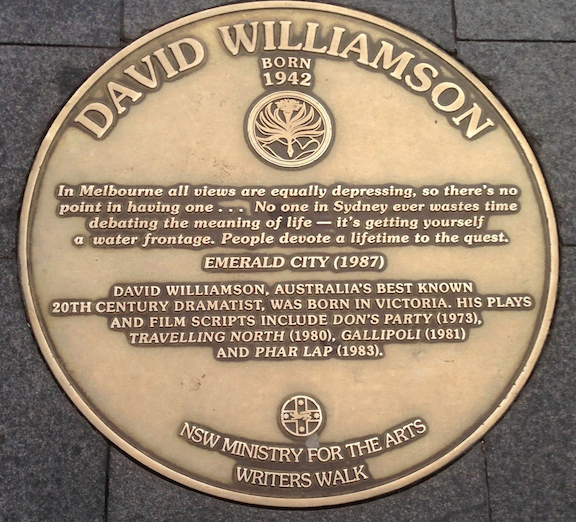 DAVID WILLIAMSON
BORN
1942
In Melbourne all views are equally depressing, so there's no
point in having one . . . No one in Sydney ever wastes time
debating the meaning of life — it's getting yourself
a water frontage. People devote a lifetime to the quest.
EMERALD CITY (1987)
DAVID WILLIAMSON, AUSTRALIA'S BEST KNOWN
20TH CENTURY DRAMATIST, WAS BORN IN VICTORIA. HIS PLAYS
AND FILM SCRIPTS INCLUDE DON'S PARTY (1973),
TRAVELLING NORTH (1980), GALLIPOLI (1981)
AND PHAR LAP (1983).
NSW MINISTRY FOR THE ARTS
WRITERS WALK